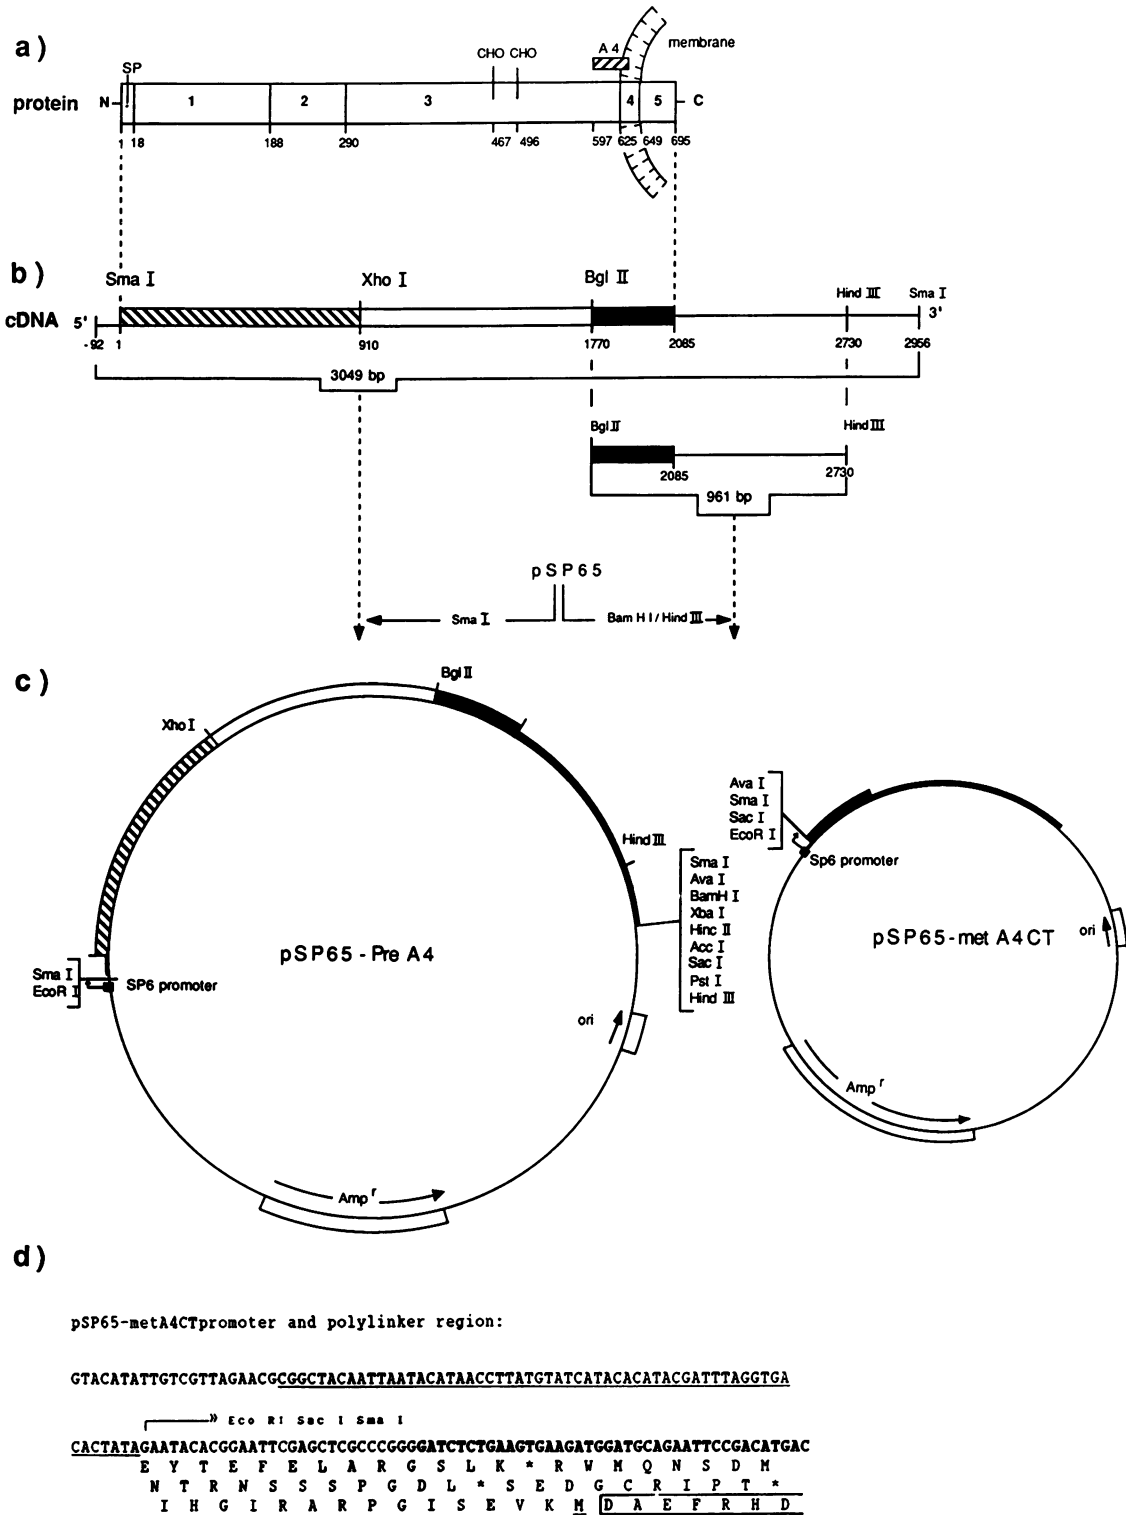 a)
membrane
A 4
CHO CHO
SP
protein N 1 2 3 4 5 C
1 18 188 290 467 496 597 625 649 695
b)
Sma I Xho I Bgl II Hind III Sma I
cDNA 5' 3'
-92 1 910 1770 2085 2730 2956
3049 bp
Bgl II Hind III
2085 2730
961 bp
pSP65
Sma I Bam H I / Hind III
c)
Bgl II
Xho I
Hind III
Sma I
Ava I
BamH I
Xba I
Hinc II
Acc I
Sac I
Pst I
Hind III
pSP65 - Pre A4
Sma I
EcoR I
SP6 promoter
ori
Amp r
Ava I
Sma I
Sac I
EcoR I
Sp6 promoter
pSP65-met A4CT
ori
Amp r
d)
pSP65-metA4CTpromoter and polylinker region:
GTACATATTGTCGTTAGAACGCGGCTACAATTAATACATAACCTTATGTATCATACACATACGATTTAGGTGA
Eco RI Sac I Sma I
CACTATAGAATACACGGAATTCGAGCTCGCCCGGGGATCTCTGAAGTGAAGATGGATGCAGAATTCCGACATGAC
E Y T E F E L A R G S L K * R W M Q N S D M
N T R N S S S P G D L * S E D G C R I P T *
I H G I R A R P G I S E V K M D A E F R H D